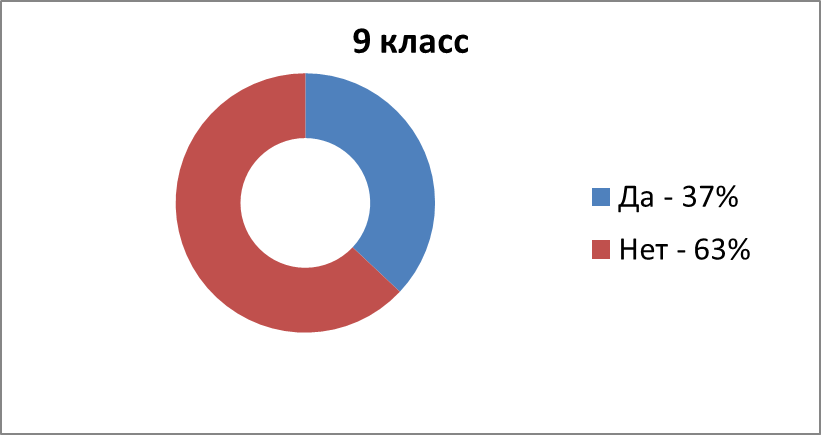 9 класс
Да - 37%
Нет - 63%